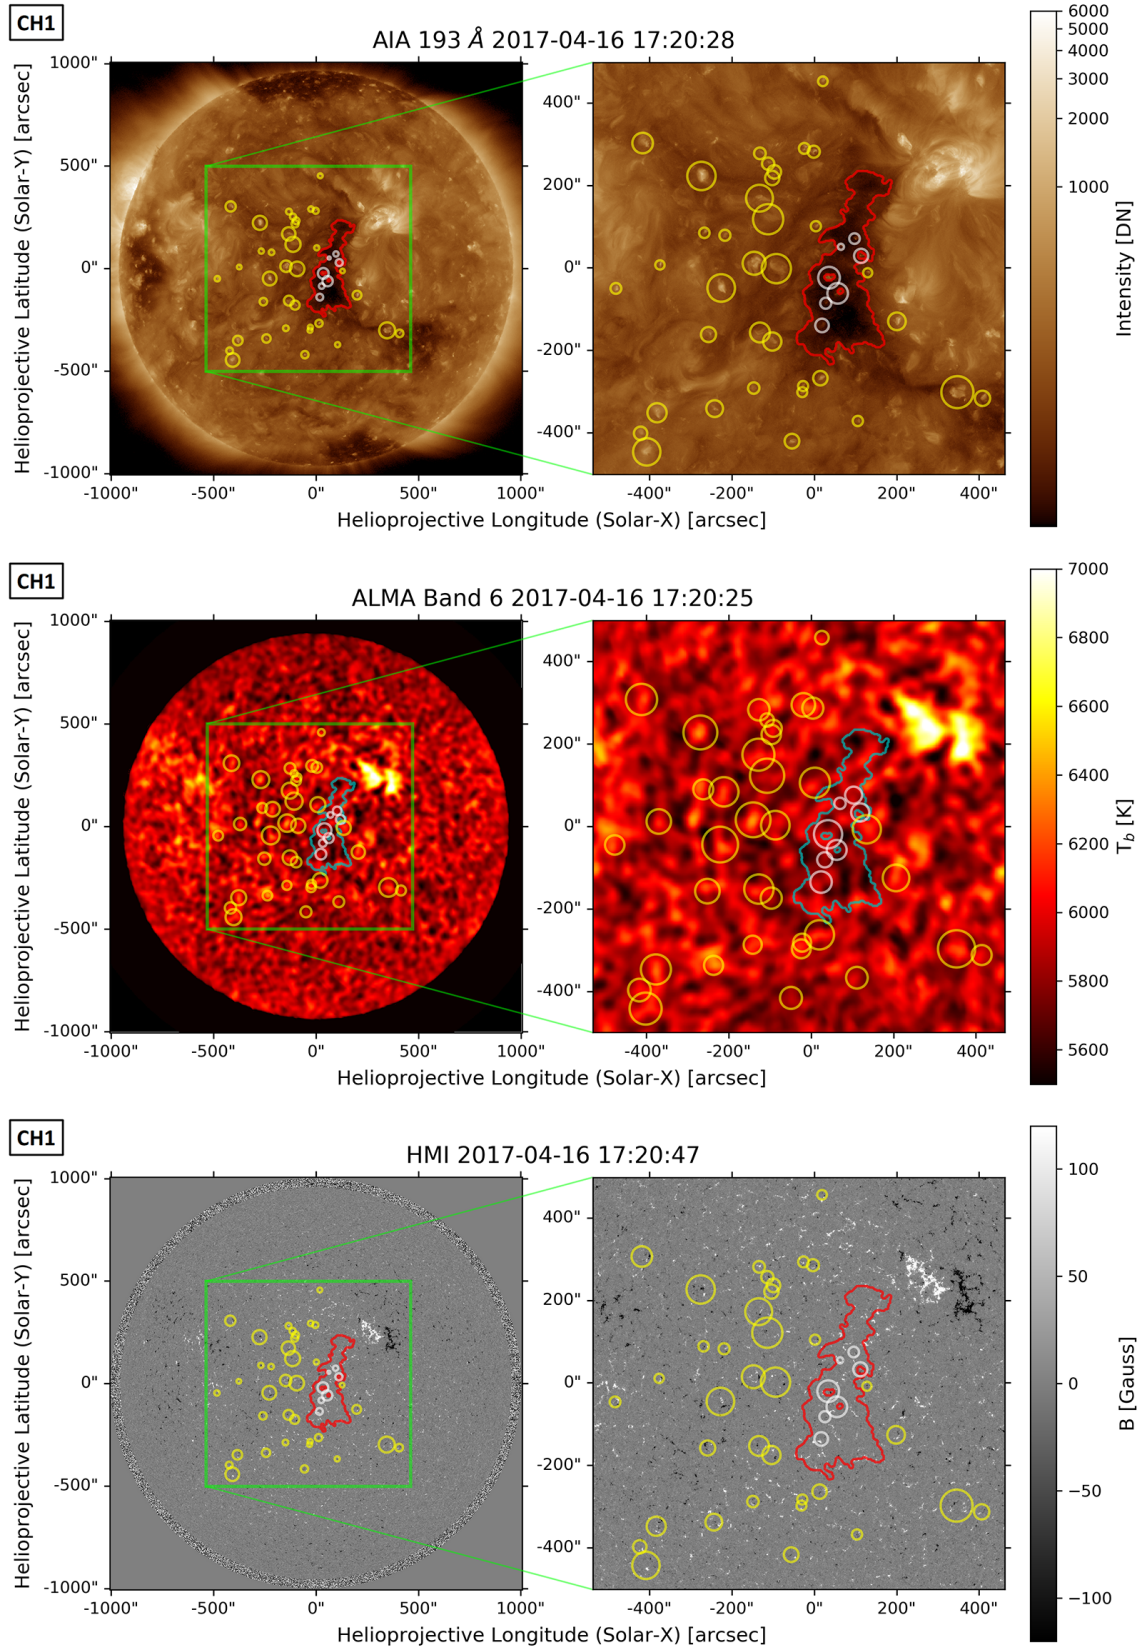 CH1
AIA 193 Å 2017-04-16 17:20:28
1000"
500"
0"
-500"
-1000"
Helioprojective Latitude (Solar-Y) [arcsec]
-1000" -500" 0" 500" 1000"
400"
200"
0"
-200"
-400"
-400" -200" 0" 200" 400"
Helioprojective Longitude (Solar-X) [arcsec]
6000
5000
4000
3000
2000
1000
Intensity [DN]
CH1
ALMA Band 6 2017-04-16 17:20:25
1000"
500"
0"
-500"
-1000"
Helioprojective Latitude (Solar-Y) [arcsec]
-1000" -500" 0" 500" 1000"
400"
200"
0"
-200"
-400"
-400" -200" 0" 200" 400"
Helioprojective Longitude (Solar-X) [arcsec]
7000
6800
6600
6400
6200
6000
5800
5600
T_b [K]
CH1
HMI 2017-04-16 17:20:47
1000"
500"
0"
-500"
-1000"
Helioprojective Latitude (Solar-Y) [arcsec]
-1000" -500" 0" 500" 1000"
400"
200"
0"
-200"
-400"
-400" -200" 0" 200" 400"
Helioprojective Longitude (Solar-X) [arcsec]
100
50
0
−50
−100
B [Gauss]